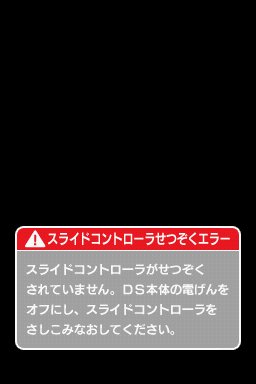 スライドコントローラせつぞくエラー
スライドコントローラがせつぞく
されていません。DS本体の電げんを
オフにし、スライドコントローラを
さしこみなおしてください。